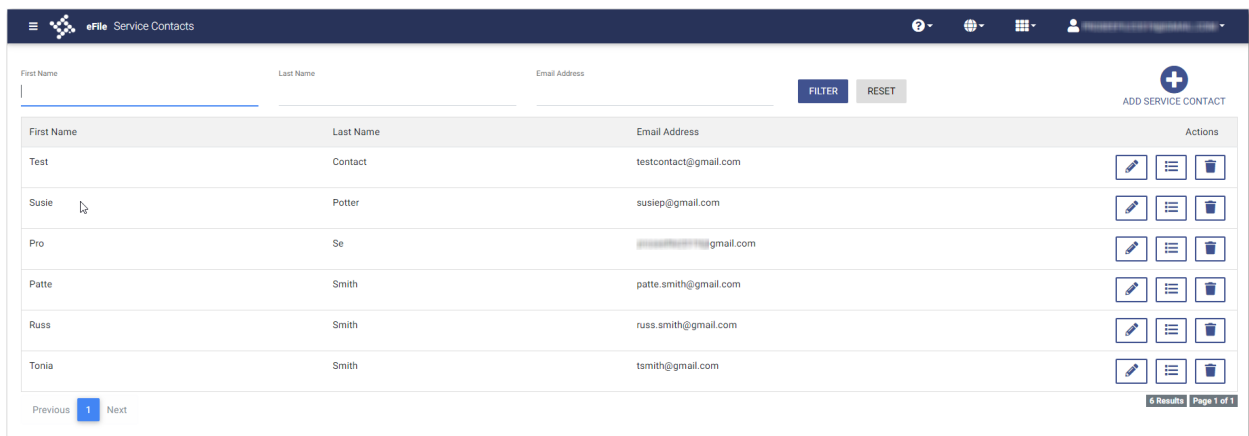 eFile Service Contacts
First Name Last Name Email Address
FILTER RESET
ADD SERVICE CONTACT
First Name Last Name Email Address Actions
Test Contact testcontact@gmail.com
Susie Potter susiep@gmail.com
Pro Se gmail.com
Patte Smith patte.smith@gmail.com
Russ Smith russ.smith@gmail.com
Tonia Smith tsmith@gmail.com
6 Results Page 1 of 1
Previous 1 Next